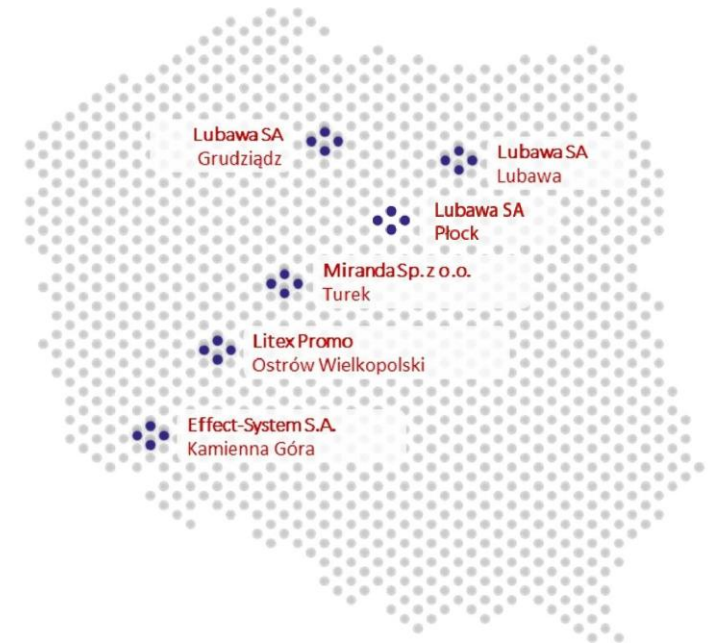 Lubawa SA
Grudziądz
Lubawa SA
Lubawa
Lubawa SA
Płock
Miranda Sp. z o.o.
Turek
Litex Promo
Ostrów Wielkopolski
Effect-System S.A.
Kamienna Góra